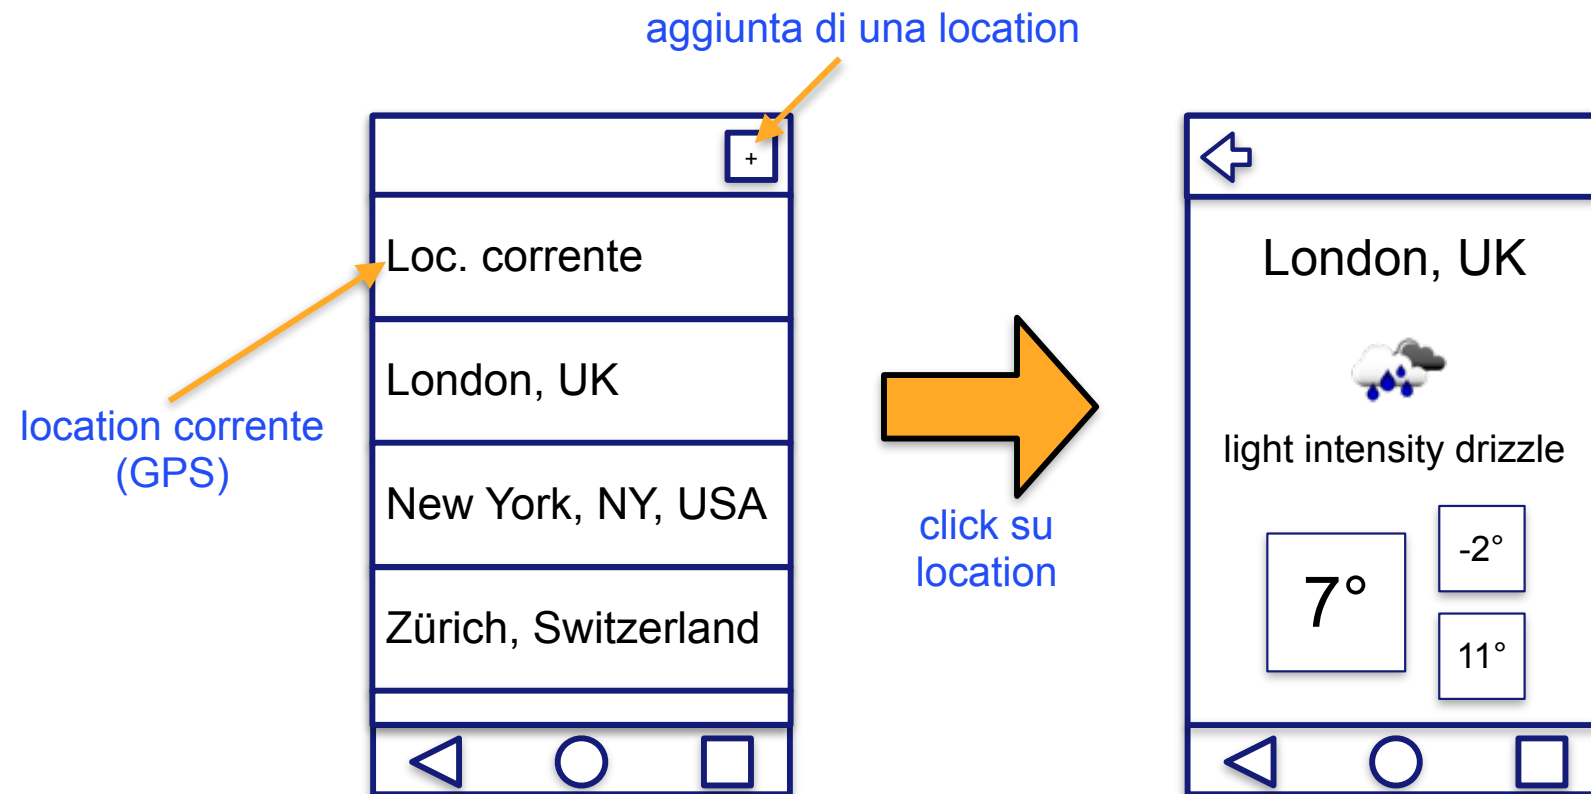 aggiunta di una location
+
Loc. corrente
London, UK
New York, NY, USA
Zürich, Switzerland
location corrente
(GPS)
click su
location
London, UK
light intensity drizzle
7°
-2°
11°